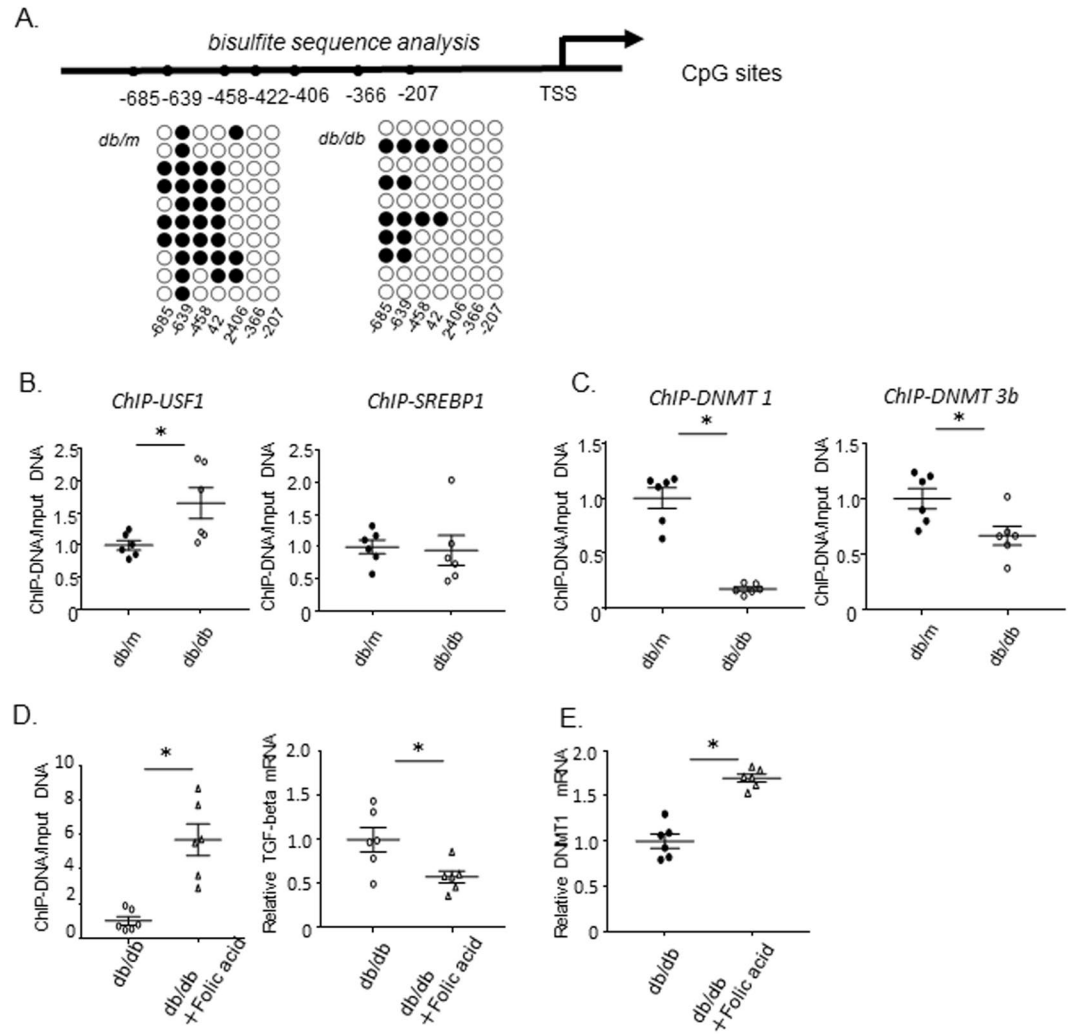 A.
bisulfite sequence analysis
CpG sites
-685 -639 -458 -422 -406 -366 -207 TSS
db/m db/db
-685 -639 -458 42 2406 -366 -207
-685 -639 -458 42 2406 -366 -207
B.
ChIP-USF1
*
ChIP-DNA/Input DNA
2.5
2.0
1.5
1.0
0.5
0
db/m db/db
ChIP-SREBP1
ChIP-DNA/Input DNA
2.5
2.0
1.5
1.0
0.5
0
db/m db/db
C.
ChIP-DNMT 1
*
ChIP-DNA/Input DNA
1.5
1.0
0.5
0
db/m db/db
ChIP-DNMT 3b
*
ChIP-DNA/Input DNA
1.5
1.0
0.5
0
db/m db/db
D.
*
ChIP-DNA/Input DNA
10
8
6
4
2
0
db/db
db/db
+Folic acid
*
Relative TGF-beta mRNA
2.0
1.5
1.0
0.5
0
db/db
db/db
+Folic acid
E.
*
Relative DNMT1 mRNA
2.0
1.5
1.0
0.5
0
db/db
db/db
+Folic acid